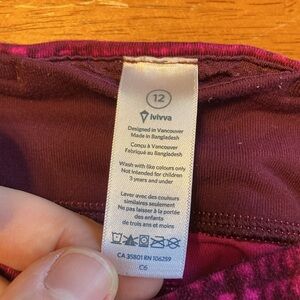 12
ivivva
Designed in Vancouver
Made in Bangladesh
Conçu à Vancouver
Fabriqué au Bangladesh
Wash with like colours only
Not intended for children
3 years and under
Laver avec des couleurs
similaires seulement
Ne pas laisser à la portée
des enfants
de trois ans et moins
CA 35801 RN 106259
C6